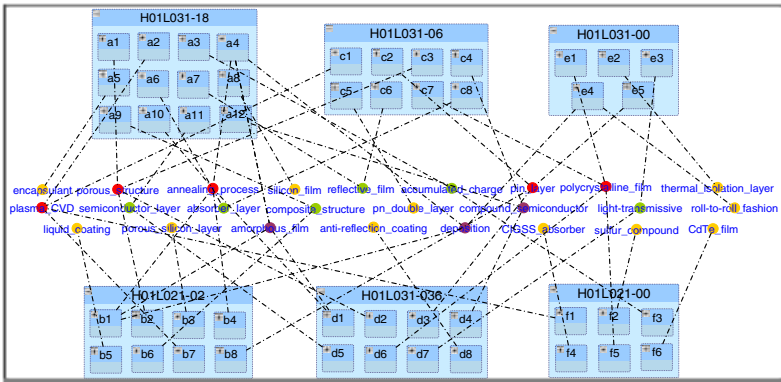 H01L031-18 H01L031-06 H01L031-00
a1 a2 a3 a4 c1 c2 c3 c4 e1 e2 e3
a5 a6 a7 a8 c5 c6 c7 c8 e4 e5
a9 a10 a11 a12
encapsulant porous_structure annealing_process silicon_film reflective_film accumulated_charge pin_layer polycrystalline_film thermal_isolation_layer
plasma_CVD semiconductor_layer absorber_layer composite_structure pn_double_layer compound_semiconductor light-transmissive roll-to-roll_fashion
liquid_coating porous_silicon_layer amorphous_film anti-reflection_coating deposition CIGSS_absorber sulfur_compound CdTe_film
H01L021-02 H01L031-036 H01L021-00
b1 b2 b3 b4 d1 d2 d3 d4 f1 f2 f3
b5 b6 b7 b8 d5 d6 d7 d8 f4 f5 f6